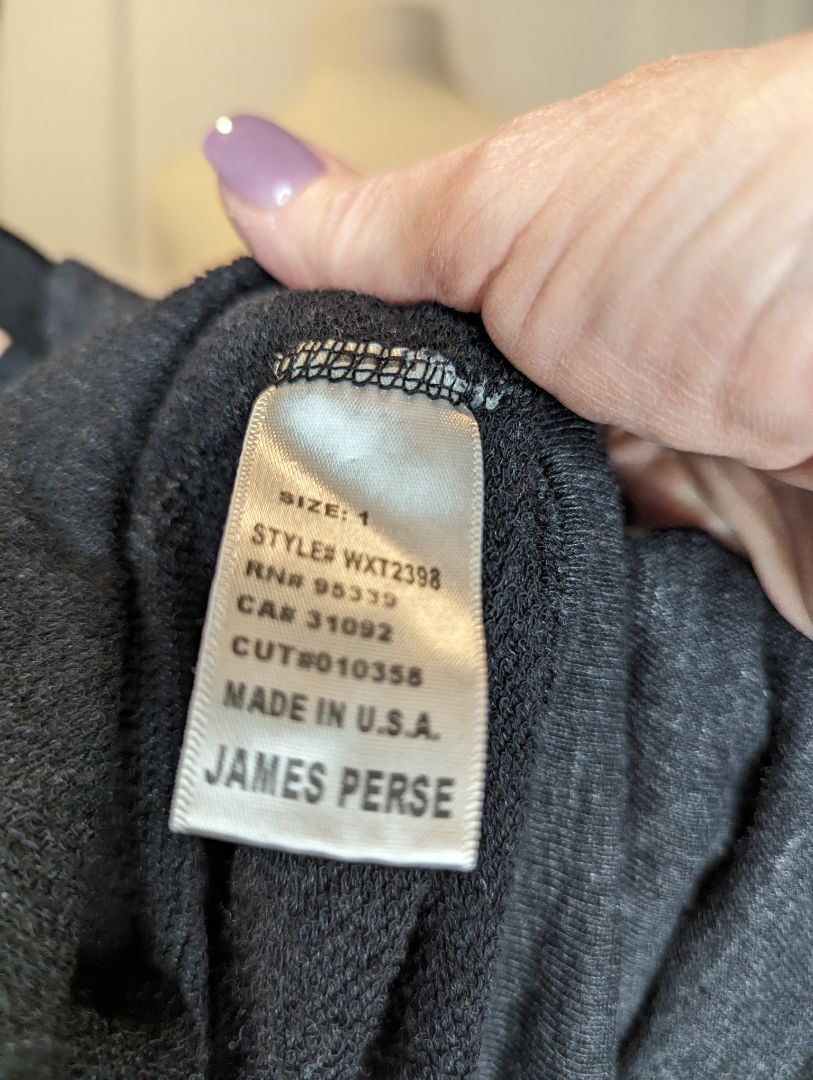 SIZE: 1
STYLE# WXT2398
RN# 95339
CA# 31092
CUT#010358
MADE IN U.S.A.
JAMES PERSE